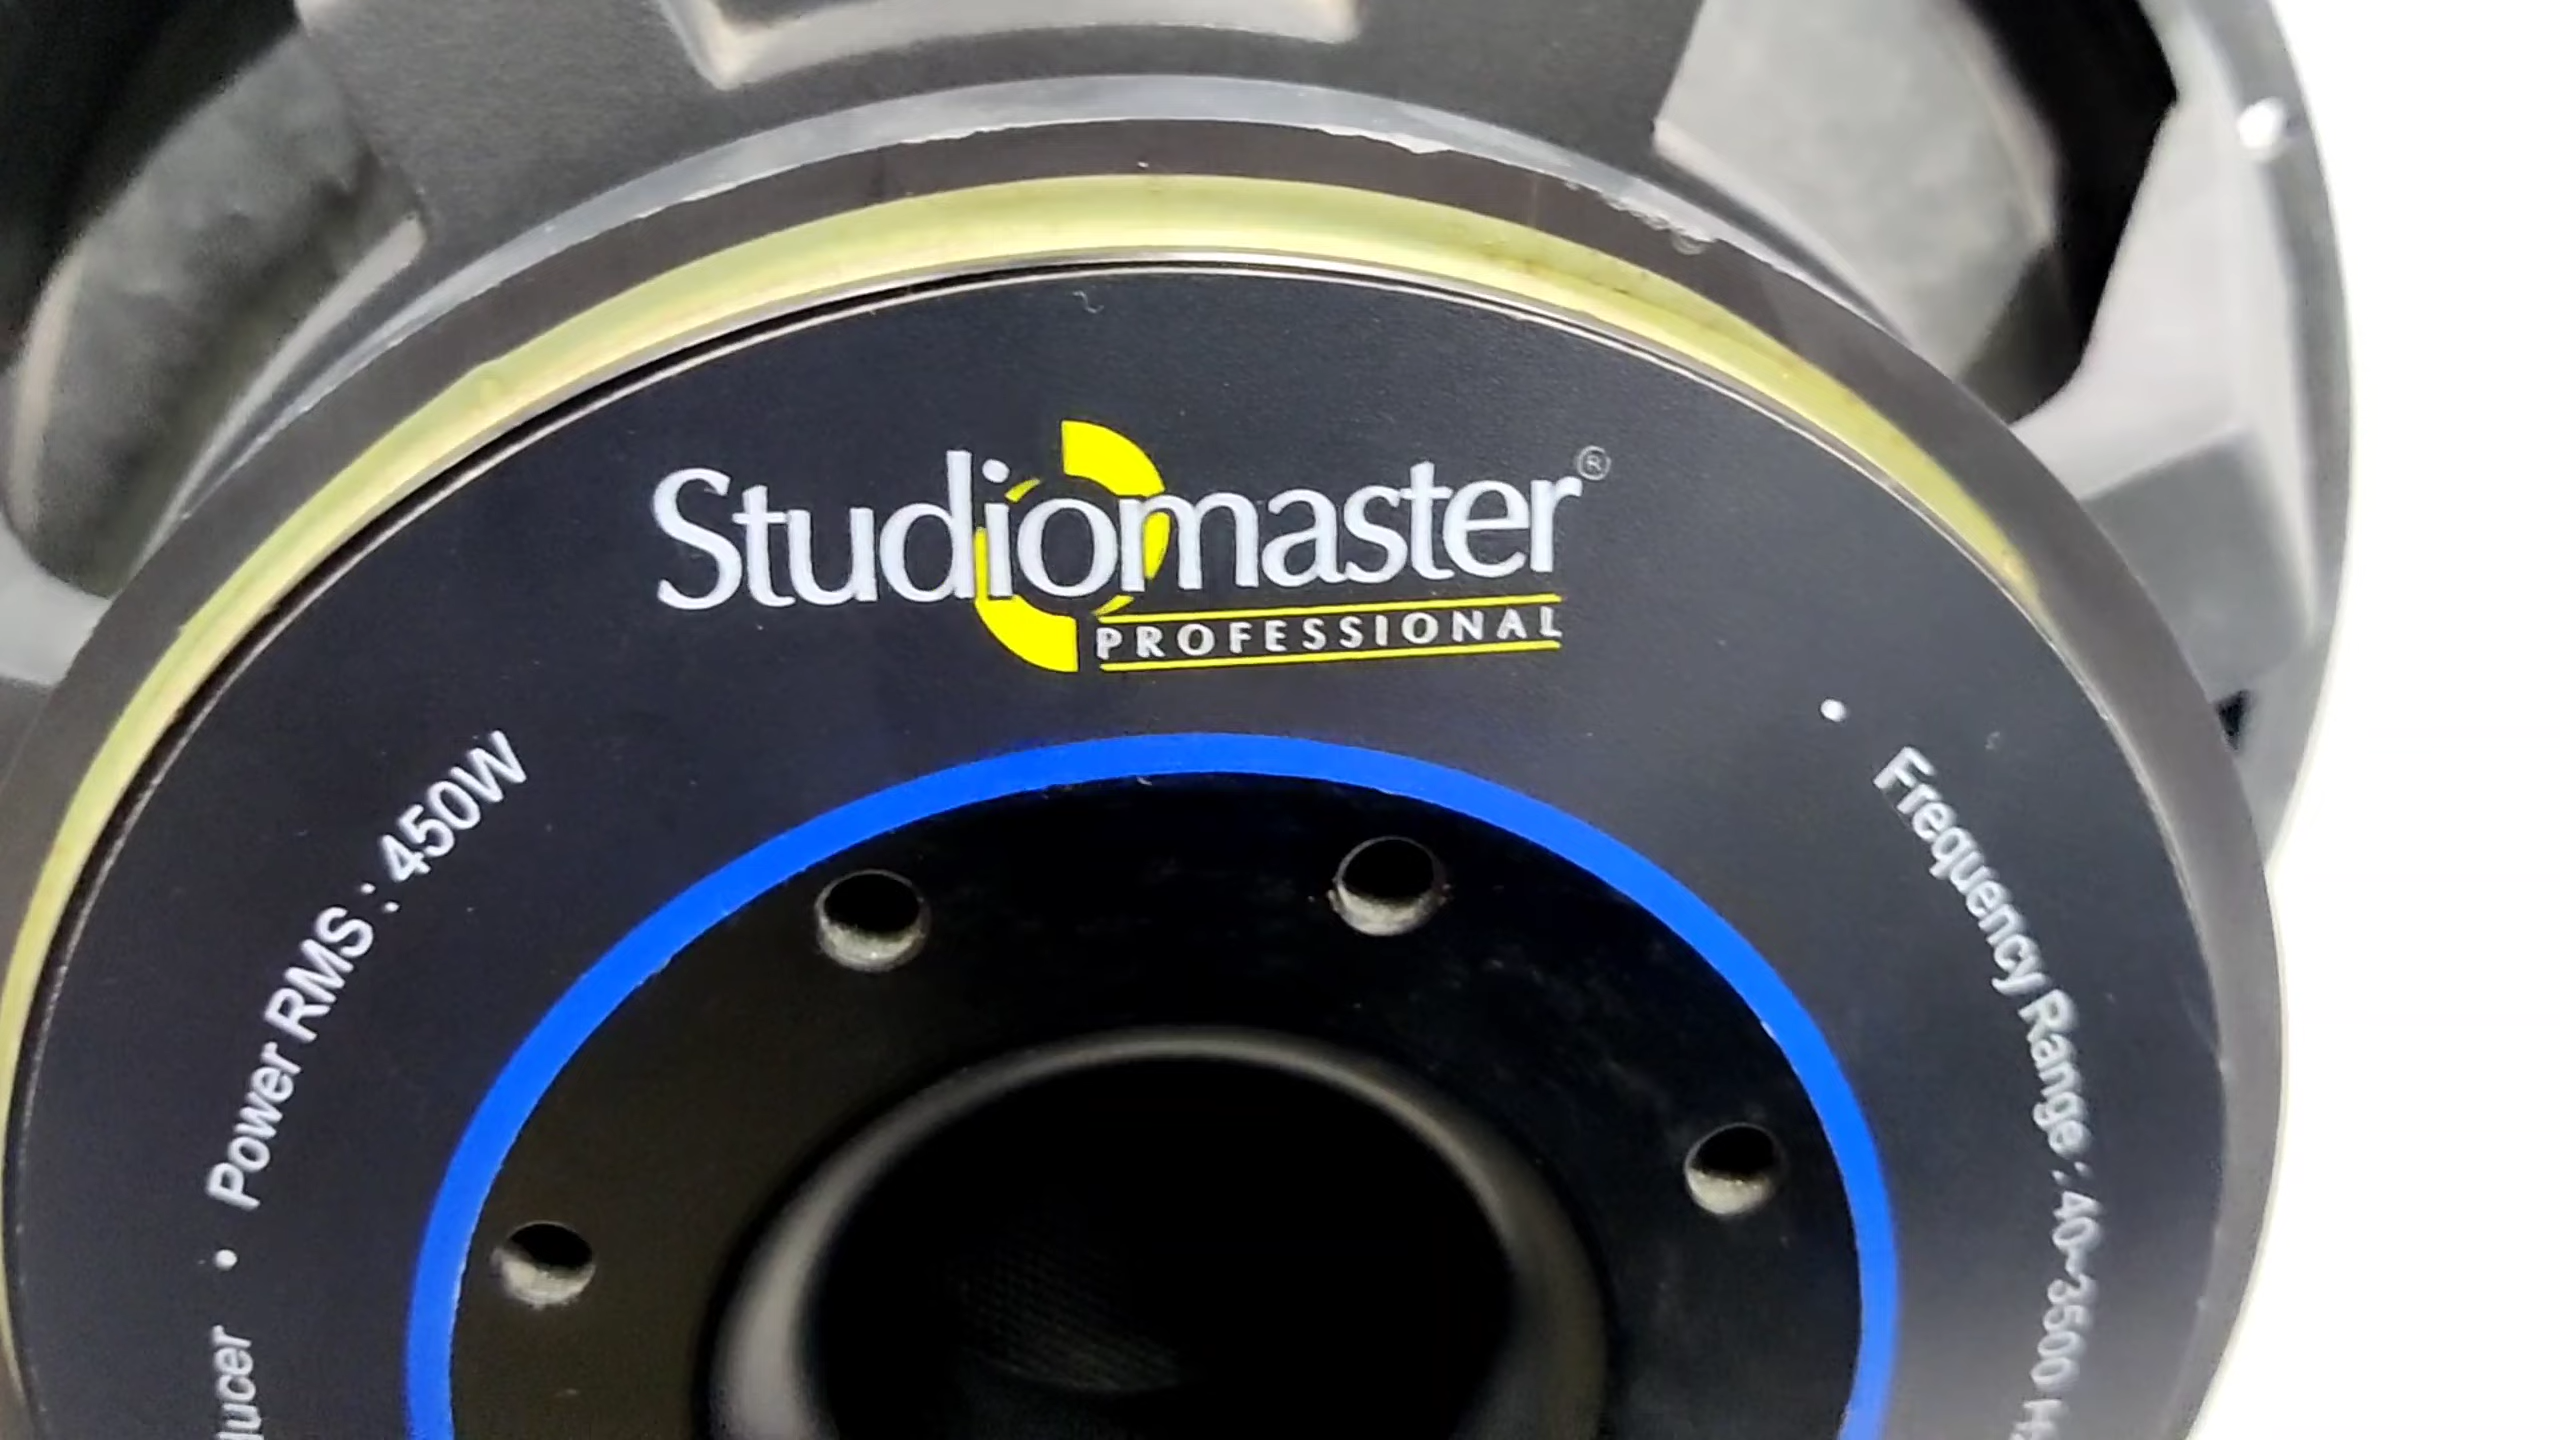 Studiomaster®
PROFESSIONAL
• Power RMS : 450W
• Frequency Range : 40-3500